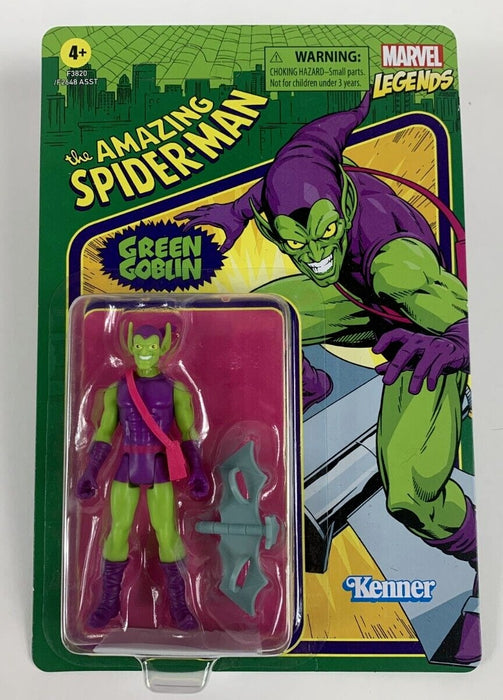 4+
F3820
/F2648 ASST
WARNING:
CHOKING HAZARD–Small parts.
Not for children under 3 years.
MARVEL
LEGENDS
the AMAZING
SPIDER-MAN
GREEN
GOBLIN
Kenner